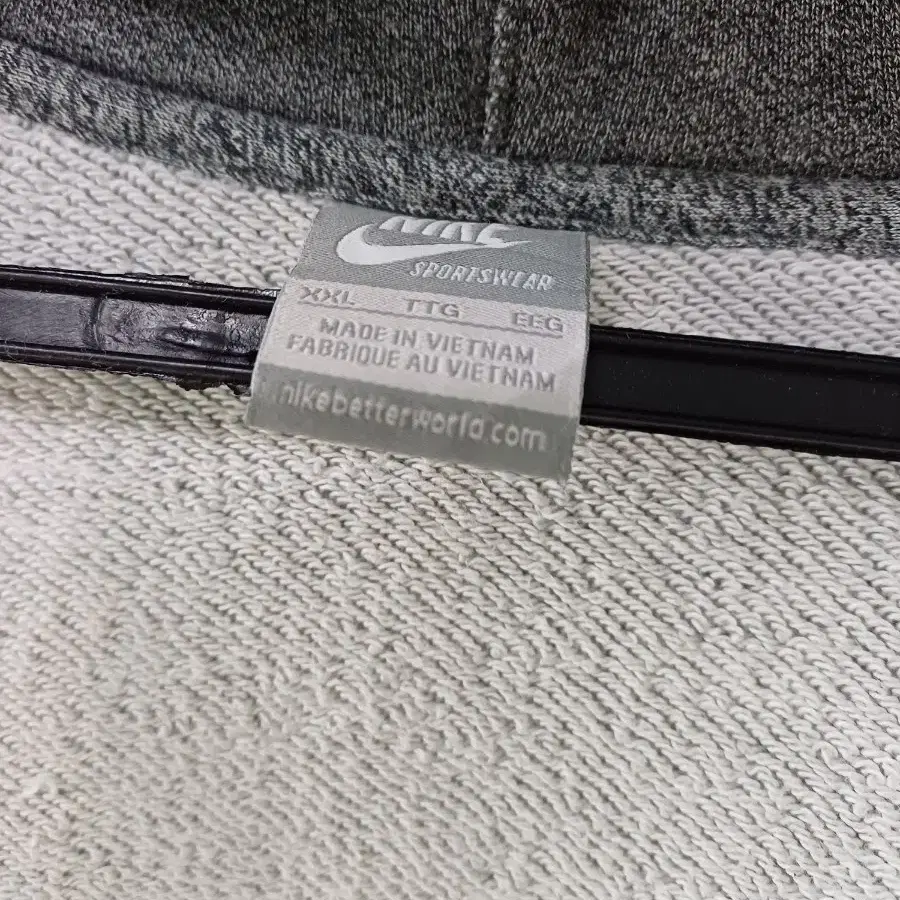 NIKE
SPORTSWEAR
XXL TTG EEG
MADE IN VIETNAM
FABRIQUE AU VIETNAM
nikebetterworld.com